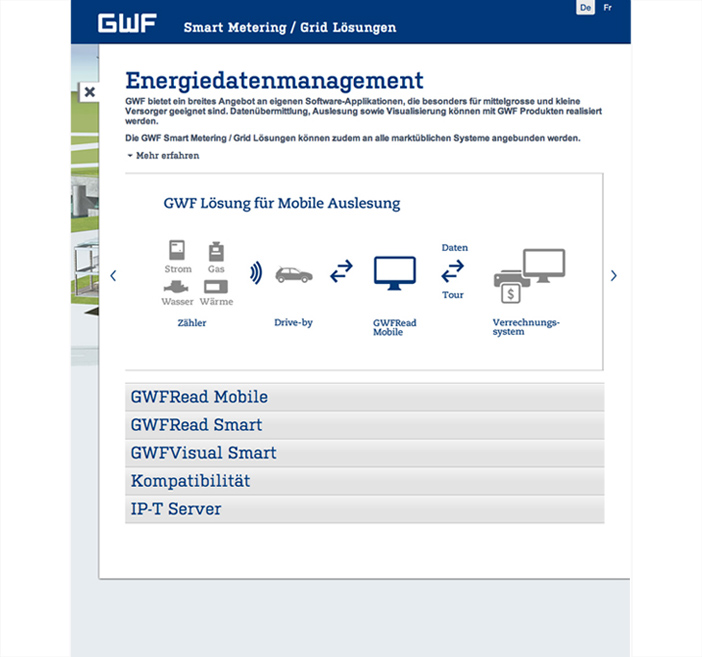 De Fr
GWF Smart Metering / Grid Lösungen
Energiedatenmanagement
GWF bietet ein breites Angebot an eigenen Software-Applikationen, die besonders für mittelgrosse und kleine
Versorger geeignet sind. Datenübermittlung, Auslesung sowie Visualisierung können mit GWF Produkten realisiert
werden.
Die GWF Smart Metering / Grid Lösungen können zudem an alle marktüblichen Systeme angebunden werden.
Mehr erfahren
GWF Lösung für Mobile Auslesung
Strom Gas
Wasser Wärme
Zähler
Drive-by
GWFRead
Mobile
Daten
Tour
$
Verrechnungs-
system
GWFRead Mobile
GWFRead Smart
GWFVisual Smart
Kompatibilität
IP-T Server